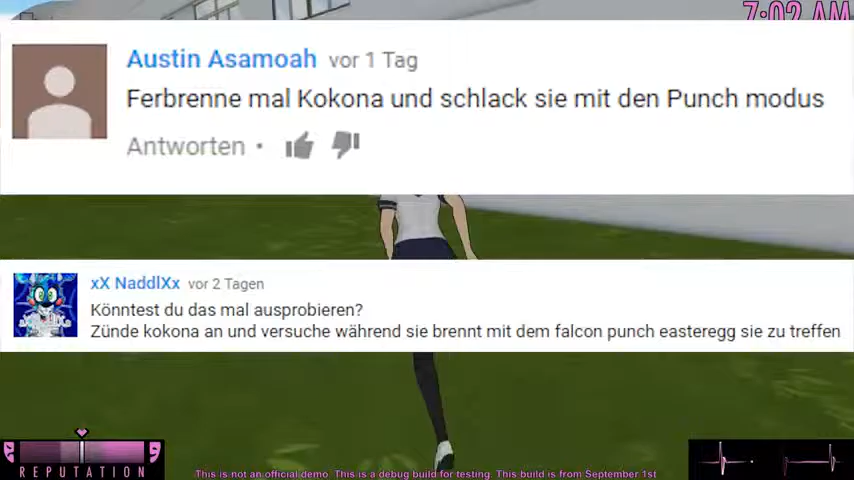 7:02 AM
Austin Asamoah vor 1 Tag
Ferbrenne mal Kokona und schlack sie mit den Punch modus
Antworten •
xX NaddlXx vor 2 Tagen
Könntest du das mal ausprobieren?
Zünde kokona an und versuche während sie brennt mit dem falcon punch easteregg sie zu treffen
REPUTATION
This is not an official demo. This is a debug build for testing. This build is from September 1st